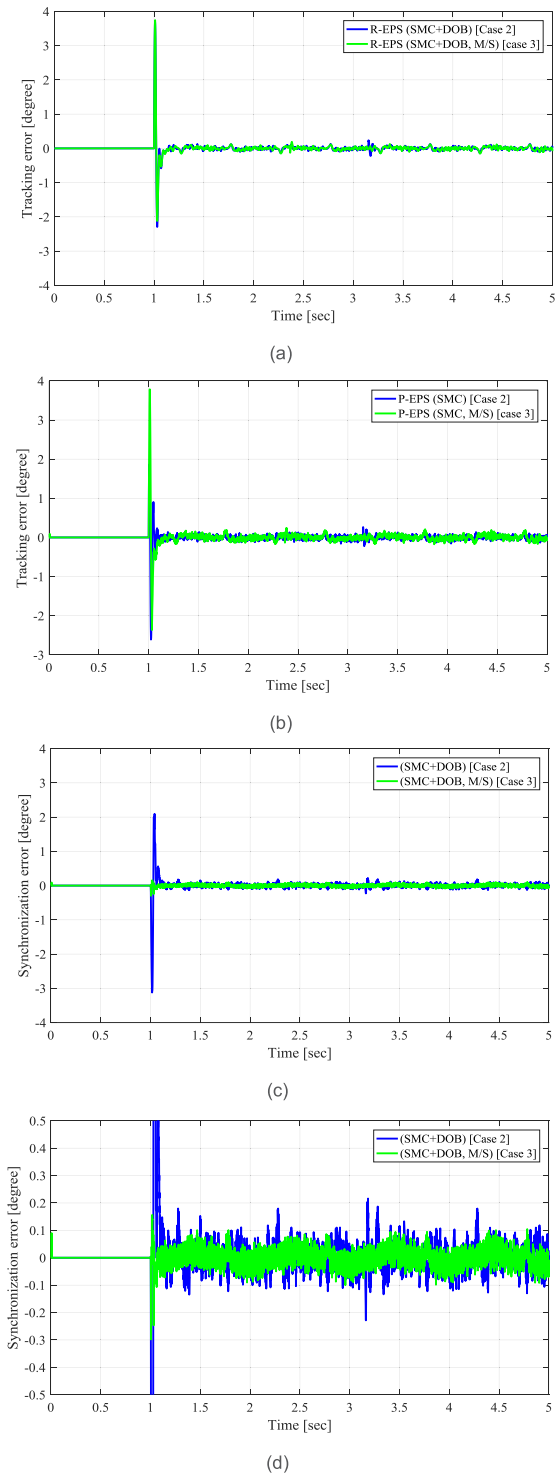 R-EPS (SMC+DOB) [Case 2]
R-EPS (SMC+DOB, M/S) [case 3]
4
3
2
1
0
-1
-2
-3
-4
Tracking error [degree]
0 0.5 1 1.5 2 2.5 3 3.5 4 4.5 5
Time [sec]
(a)
P-EPS (SMC) [Case 2]
P-EPS (SMC, M/S) [case 3]
4
3
2
1
0
-1
-2
-3
Tracking error [degree]
0 0.5 1 1.5 2 2.5 3 3.5 4 4.5 5
Time [sec]
(b)
(SMC+DOB) [Case 2]
(SMC+DOB, M/S) [Case 3]
4
3
2
1
0
-1
-2
-3
-4
Synchronization error [degree]
0 0.5 1 1.5 2 2.5 3 3.5 4 4.5 5
Time [sec]
(c)
(SMC+DOB) [Case 2]
(SMC+DOB, M/S) [Case 3]
0.5
0.4
0.3
0.2
0.1
0
-0.1
-0.2
-0.3
-0.4
-0.5
Synchronization error [degree]
0 0.5 1 1.5 2 2.5 3 3.5 4 4.5 5
Time [sec]
(d)